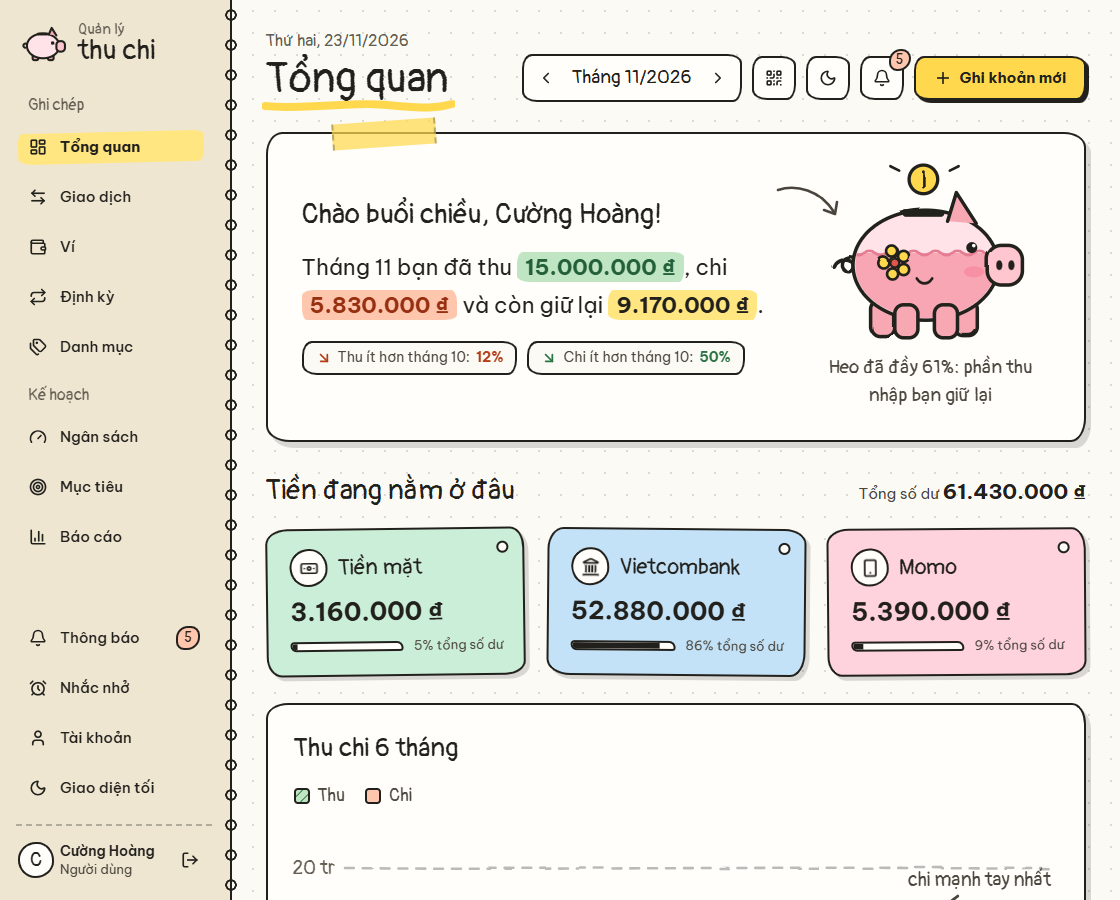 Quản lý
thu chi
Ghi chép
Tổng quan
Giao dịch
Ví
Định kỳ
Danh mục
Kế hoạch
Ngân sách
Mục tiêu
Báo cáo
Thông báo 5
Nhắc nhở
Tài khoản
Giao diện tối
C
Cường Hoàng
Người dùng
Thứ hai, 23/11/2026
Tổng quan
Tháng 11/2026
5
Ghi khoản mới
Chào buổi chiều, Cường Hoàng!
Tháng 11 bạn đã thu 15.000.000 ₫, chi
5.830.000 ₫ và còn giữ lại 9.170.000 ₫.
Thu ít hơn tháng 10: 12%
Chi ít hơn tháng 10: 50%
Heo đã đầy 61%: phần thu
nhập bạn giữ lại
Tiền đang nằm ở đâu
Tổng số dư 61.430.000 ₫
Tiền mặt
3.160.000 ₫
5% tổng số dư
Vietcombank
52.880.000 ₫
86% tổng số dư
Momo
5.390.000 ₫
9% tổng số dư
Thu chi 6 tháng
Thu
Chi
20 tr
chi mạnh tay nhất